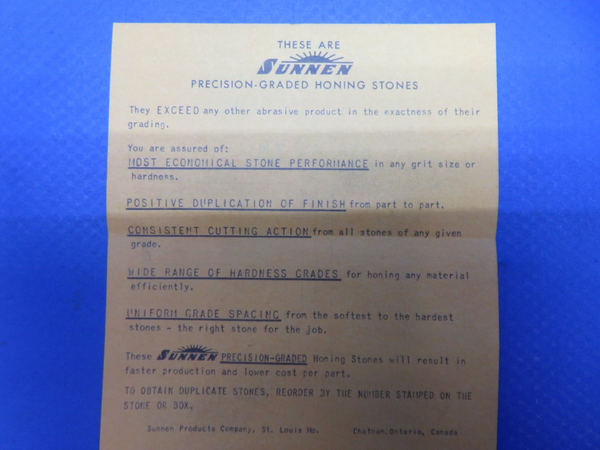 THESE ARE
SUNNEN
PRECISION-GRADED HONING STONES
They EXCEED any other abrasive product in the exactness of their
grading.
You are assured of:
MOST ECONOMICAL STONE PERFORMANCE in any grit size or
hardness.
POSITIVE DUPLICATION OF FINISH from part to part.
CONSISTENT CUTTING ACTION from all stones of any given
grade.
WIDE RANGE OF HARDNESS GRADES for honing any material
efficiently.
UNIFORM GRADE SPACING from the softest to the hardest
stones - the right stone for the job.
These SUNNEN PRECISION-GRADED Honing Stones will result in
faster production and lower cost per part.
TO OBTAIN DUPLICATE STONES, REORDER BY THE NUMBER STAMPED ON THE
STONE OR BOX.
Sunnen Products Company, St. Louis Mo. Chatham, Ontario, Canada